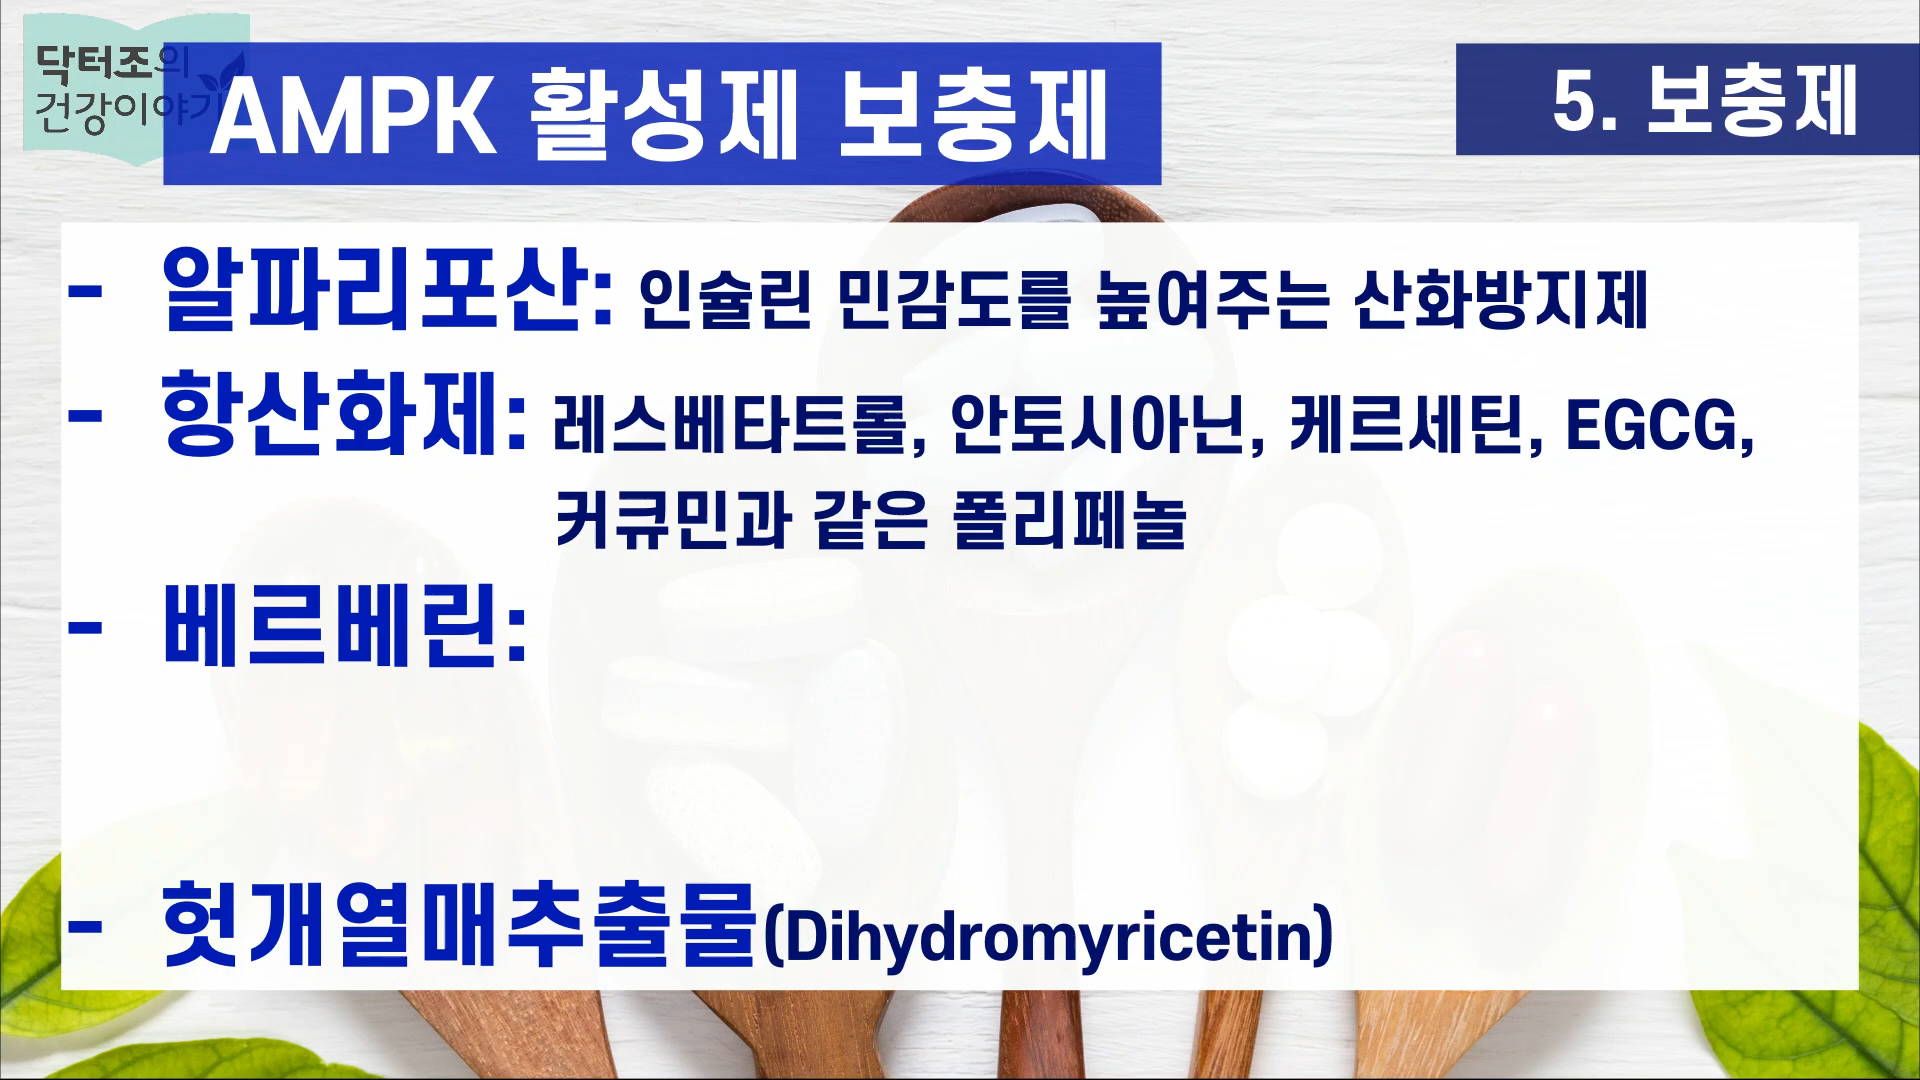 닥터조의
건강이야기
AMPK 활성제 보충제
5. 보충제
- 알파리포산: 인슐린 민감도를 높여주는 산화방지제
- 항산화제: 레스베타트롤, 안토시아닌, 케르세틴, EGCG,
커큐민과 같은 폴리페놀
- 베르베린:
- 헛개열매추출물(Dihydromyricetin)